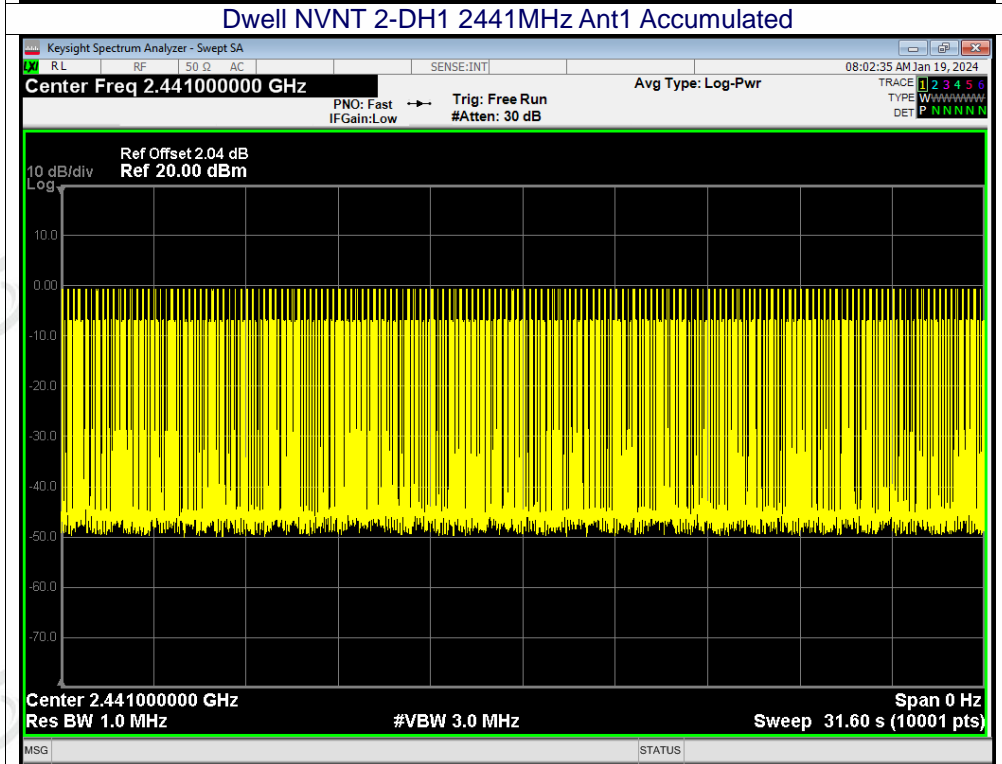 Dwell NVNT 2-DH1 2441MHz Ant1 Accumulated
Keysight Spectrum Analyzer - Swept SA
LXI RL RF 50 Ω AC SENSE:INT 08:02:35 AM Jan 19, 2024
Center Freq 2.441000000 GHz Avg Type: Log-Pwr TRACE 1 2 3 4 5 6
PNO: Fast Trig: Free Run TYPE WWWWWW
IFGain:Low #Atten: 30 dB DET P N N N N N
Ref Offset 2.04 dB
10 dB/div Ref 20.00 dBm
Log
10.0
0.00
-10.0
-20.0
-30.0
-40.0
-50.0
-60.0
-70.0
Center 2.441000000 GHz Span 0 Hz
Res BW 1.0 MHz #VBW 3.0 MHz Sweep 31.60 s (10001 pts)
MSG STATUS